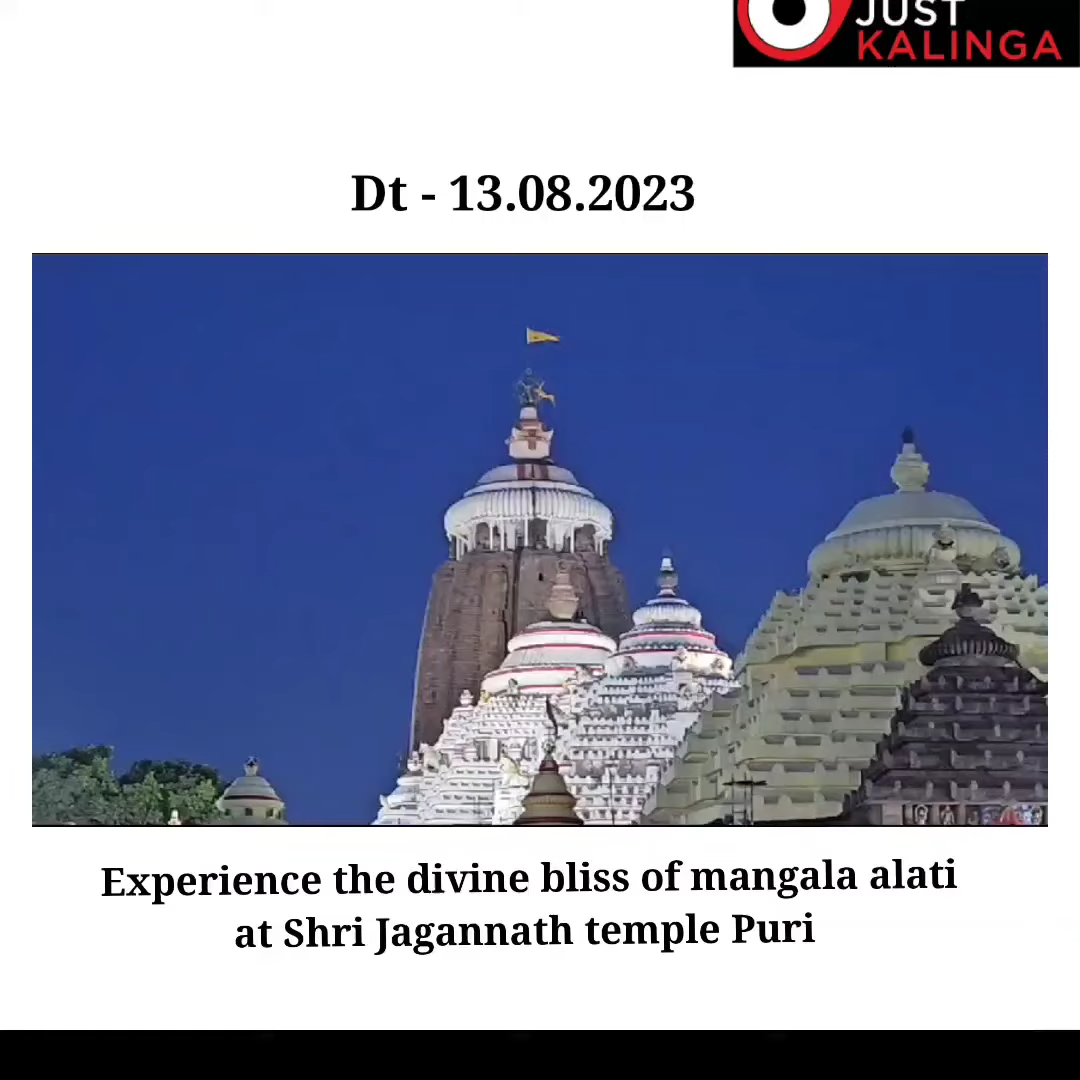 JUST
KALINGA
Dt - 13.08.2023
Experience the divine bliss of mangala alati
at Shri Jagannath temple Puri